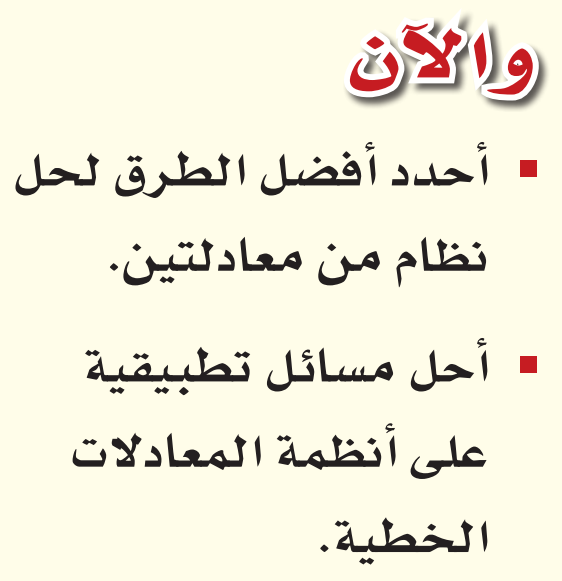 والآن
▪ أحدد أفضل الطرق لحل
نظام من معادلتين.
▪ أحل مسائل تطبيقية
على أنظمة المعادلات
الخطية.